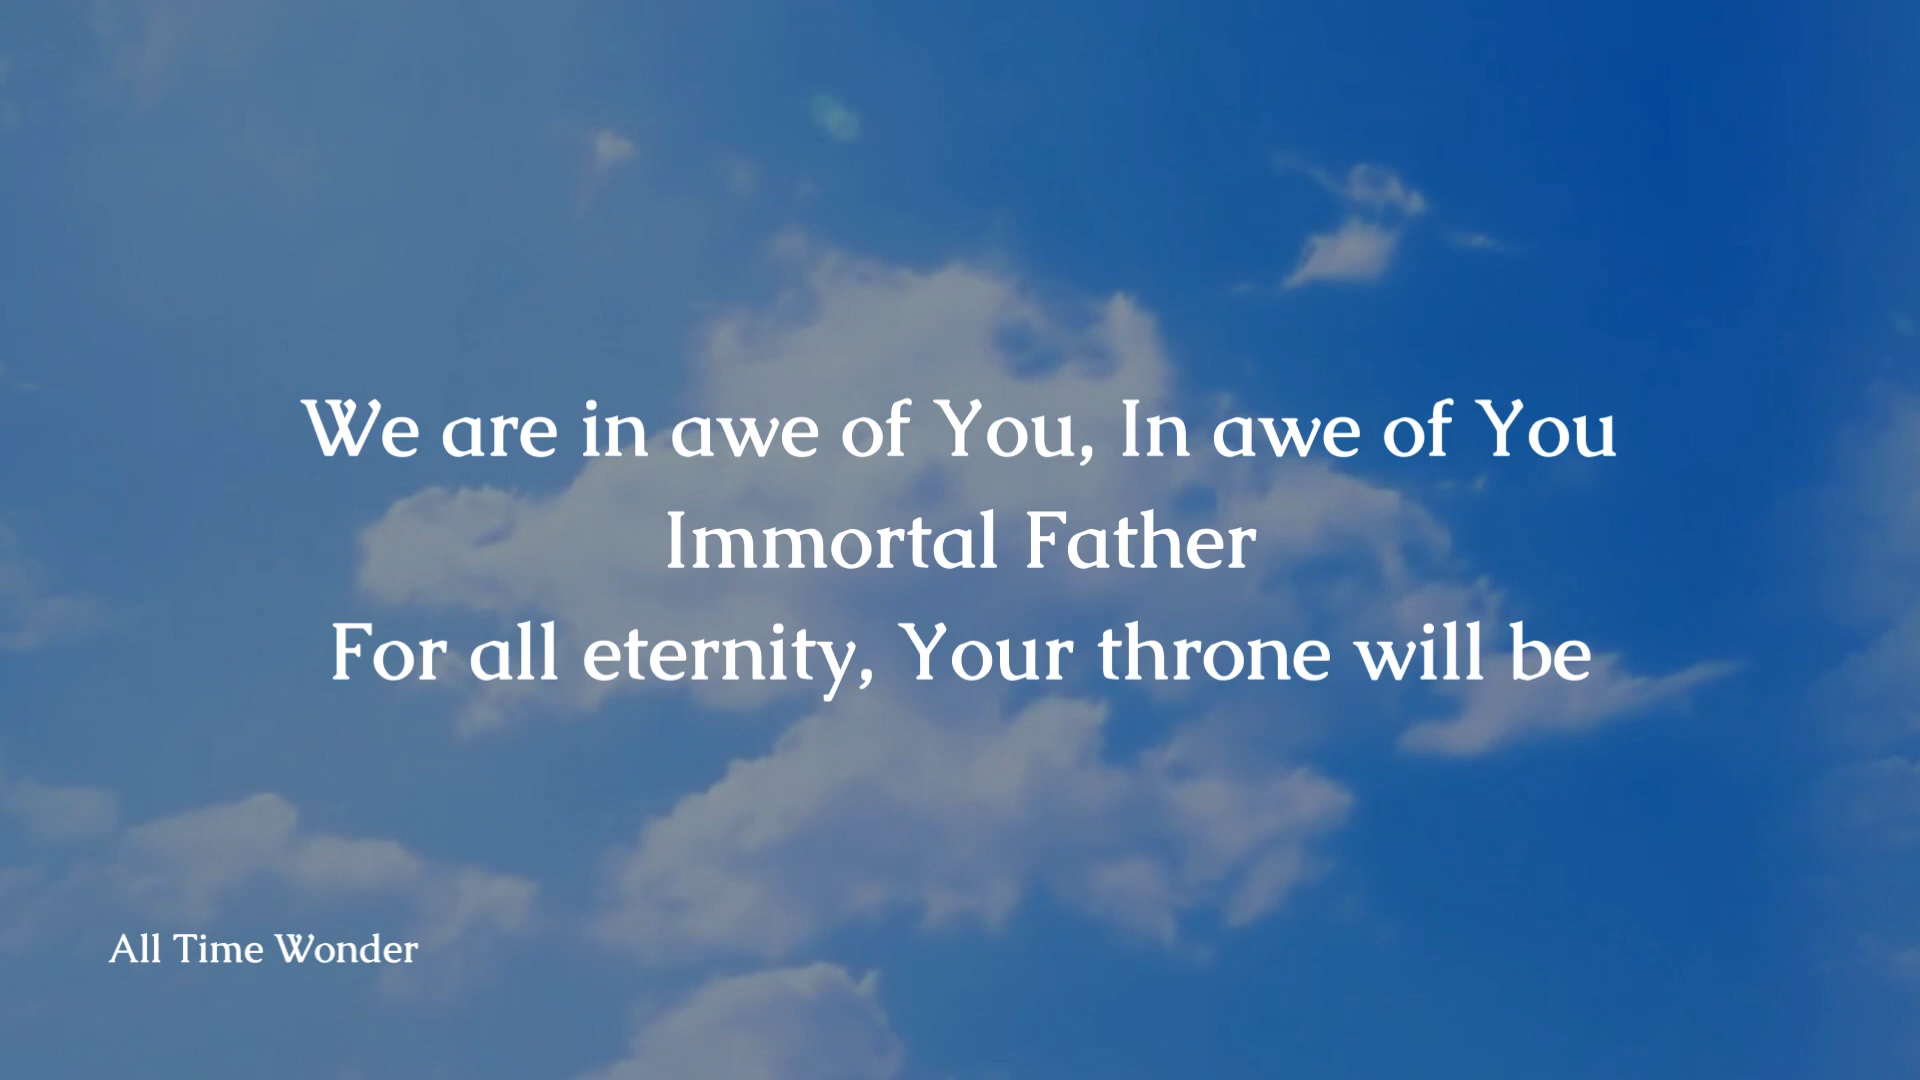 We are in awe of You, In awe of You
Immortal Father
For all eternity, Your throne will be
All Time Wonder